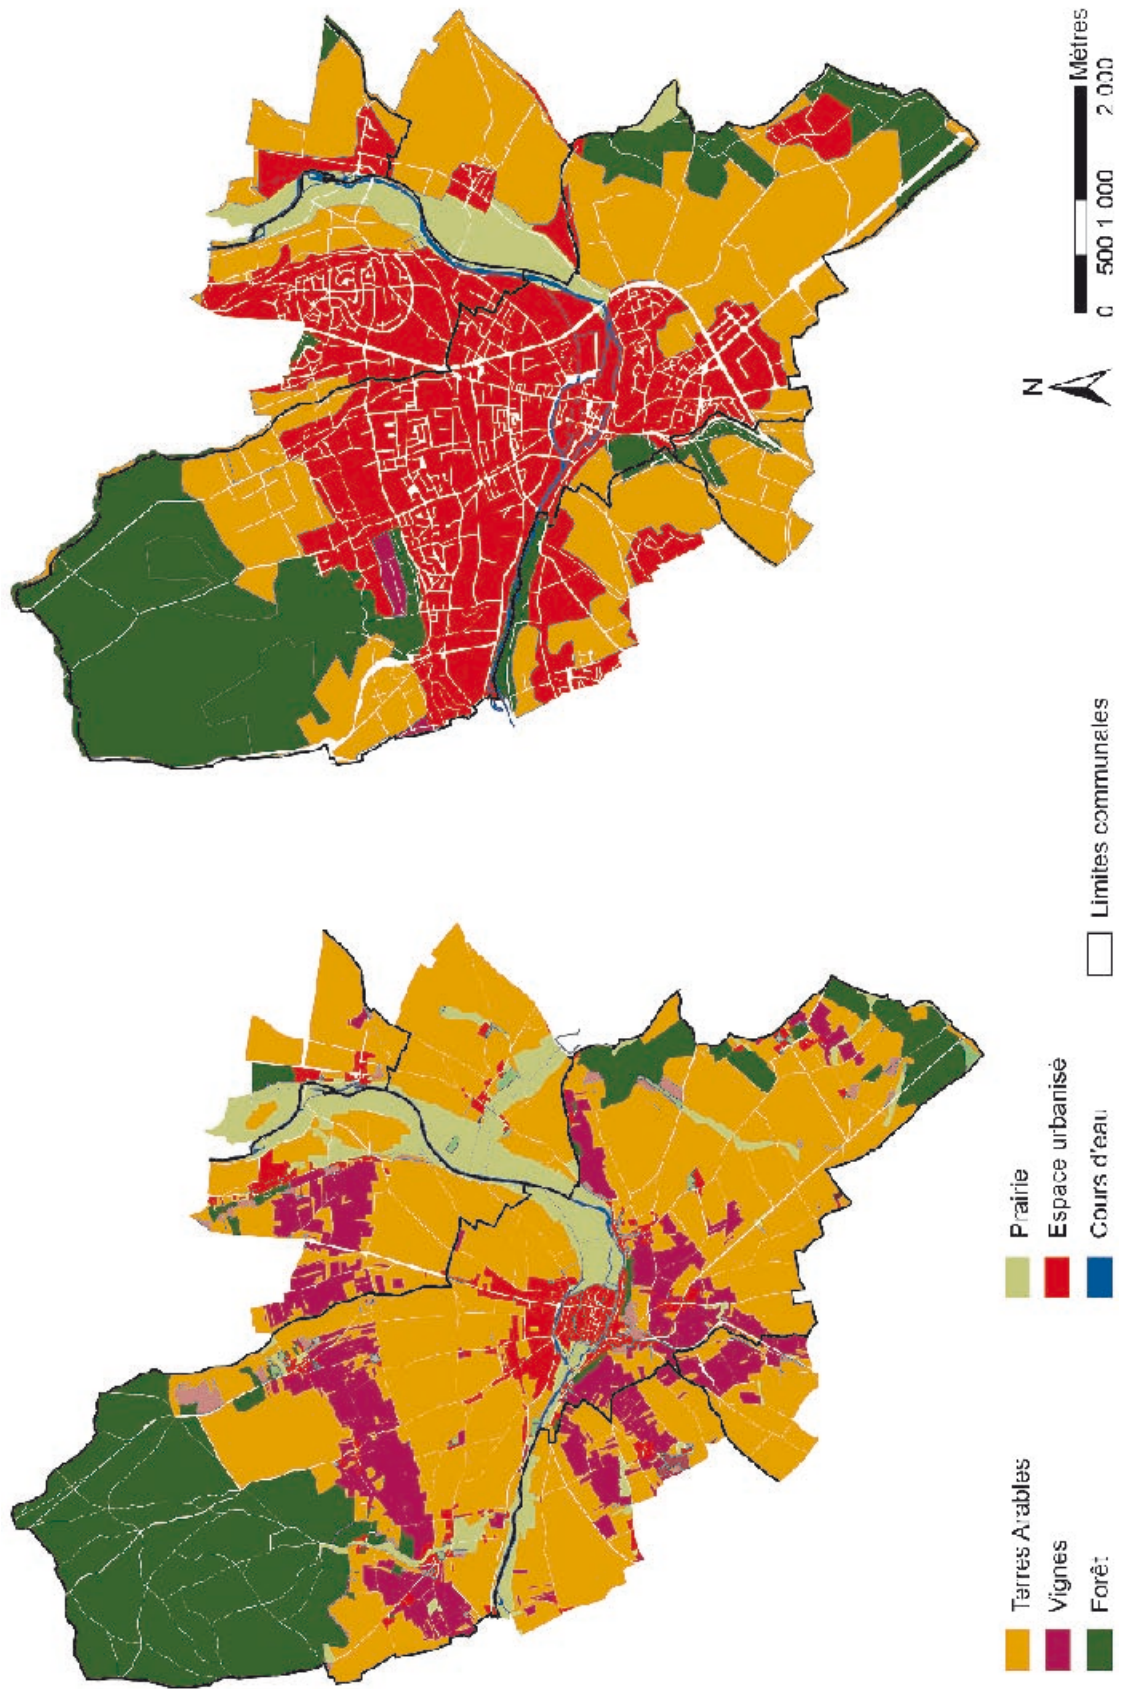 Terres Arables
Vignes
Forêt
Prairie
Espace urbanisé
Cours d'eau
Limites communales
N
0 500 1 000 2 000
Mètres